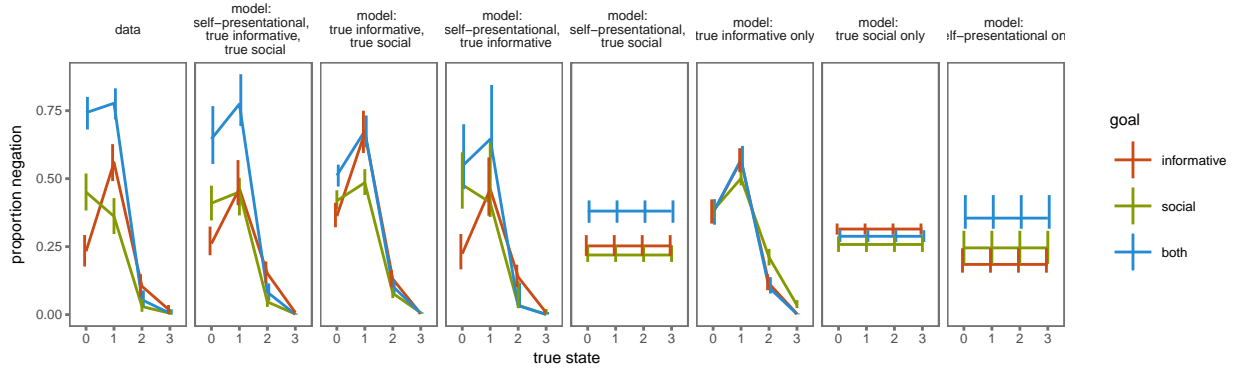 data
model:
self-presentational,
true informative,
true social
model:
true informative,
true social
model:
self-presentational,
true informative
model:
self-presentational,
true social
model:
true informative only
model:
true social only
model:
elf-presentational on
proportion negation
0.75
0.50
0.25
0.00
0 1 2 3
0 1 2 3
0 1 2 3
0 1 2 3
0 1 2 3
0 1 2 3
0 1 2 3
0 1 2 3
true state
goal
informative
social
both